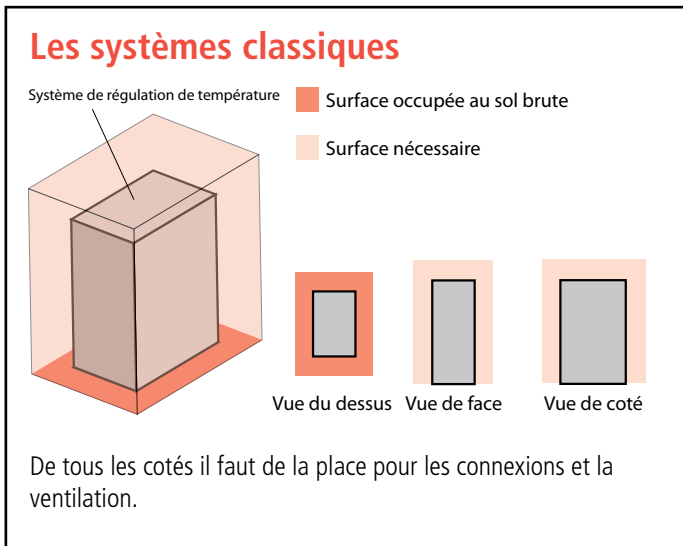 Les systèmes classiques
Système de régulation de température
Surface occupée au sol brute
Surface nécessaire
Vue du dessus
Vue de face
Vue de coté
De tous les cotés il faut de la place pour les connexions et la
ventilation.